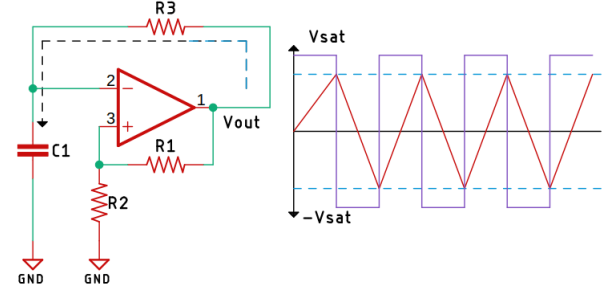 R3
Vsat
2
−
1
C1
3
+
Vout
R1
R2
−Vsat
GND
GND